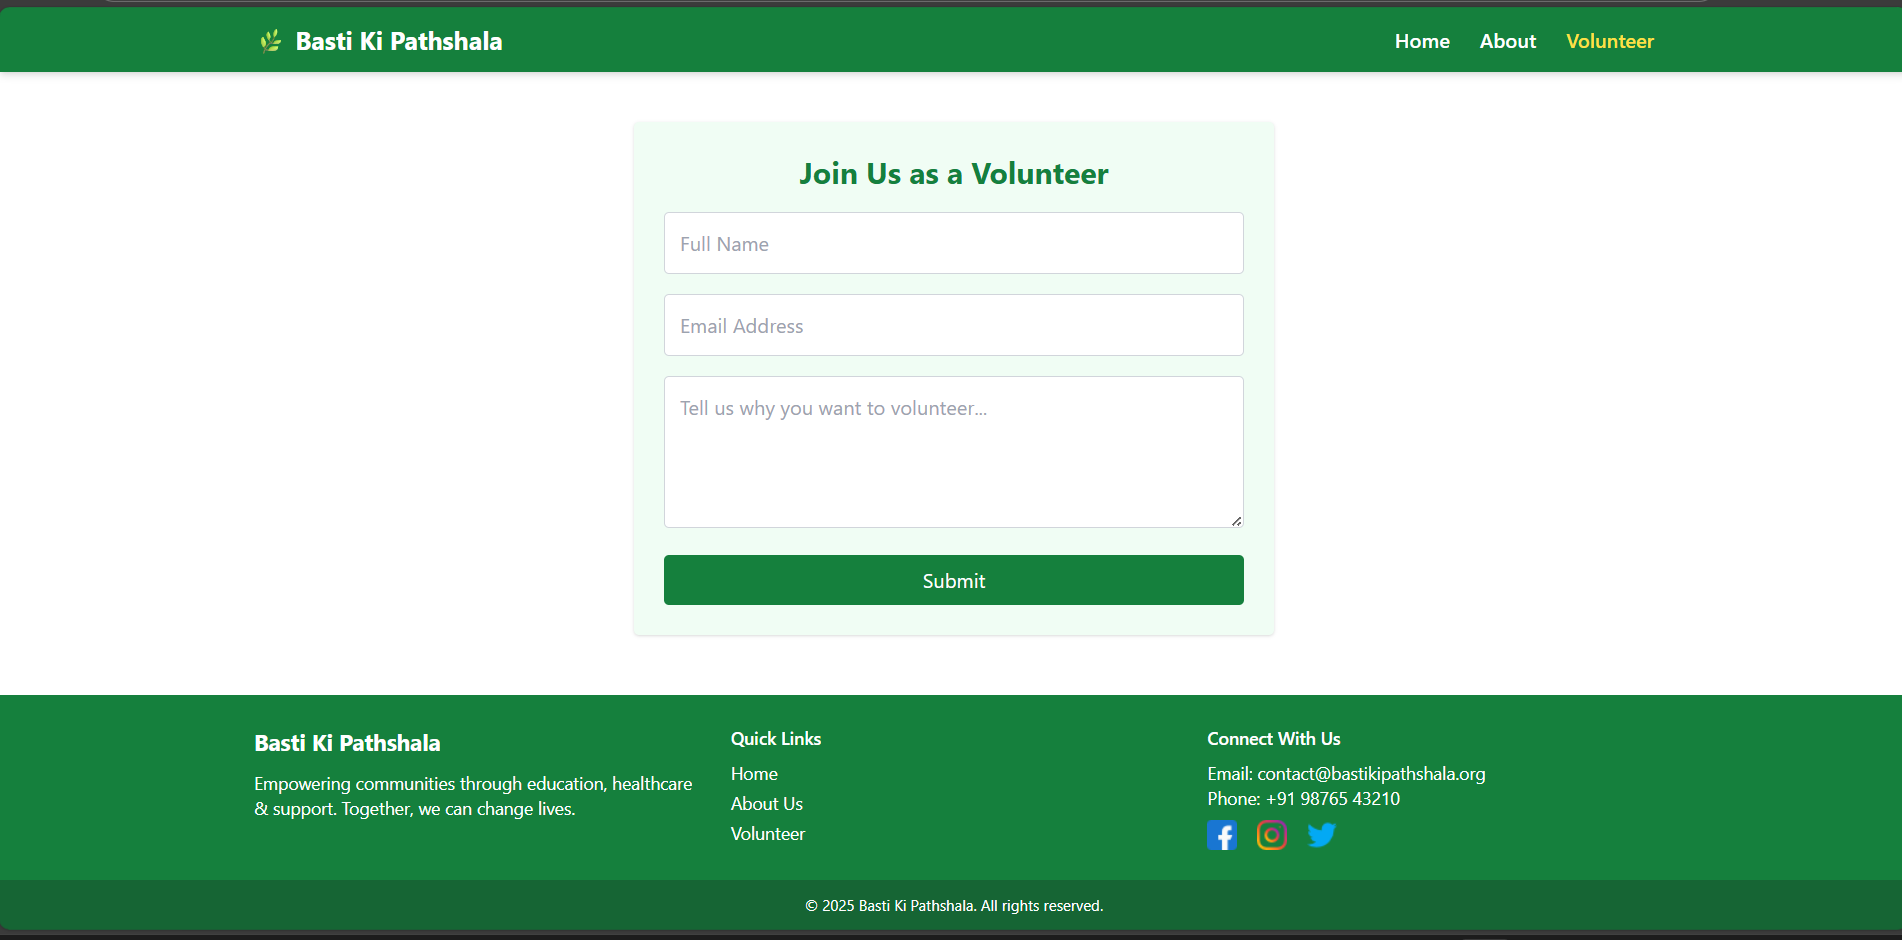 Basti Ki Pathshala
Home About Volunteer
Join Us as a Volunteer
Full Name
Email Address
Tell us why you want to volunteer...
Submit
Basti Ki Pathshala
Empowering communities through education, healthcare
& support. Together, we can change lives.
Quick Links
Home
About Us
Volunteer
Connect With Us
Email: contact@bastikipathshala.org
Phone: +91 98765 43210
© 2025 Basti Ki Pathshala. All rights reserved.